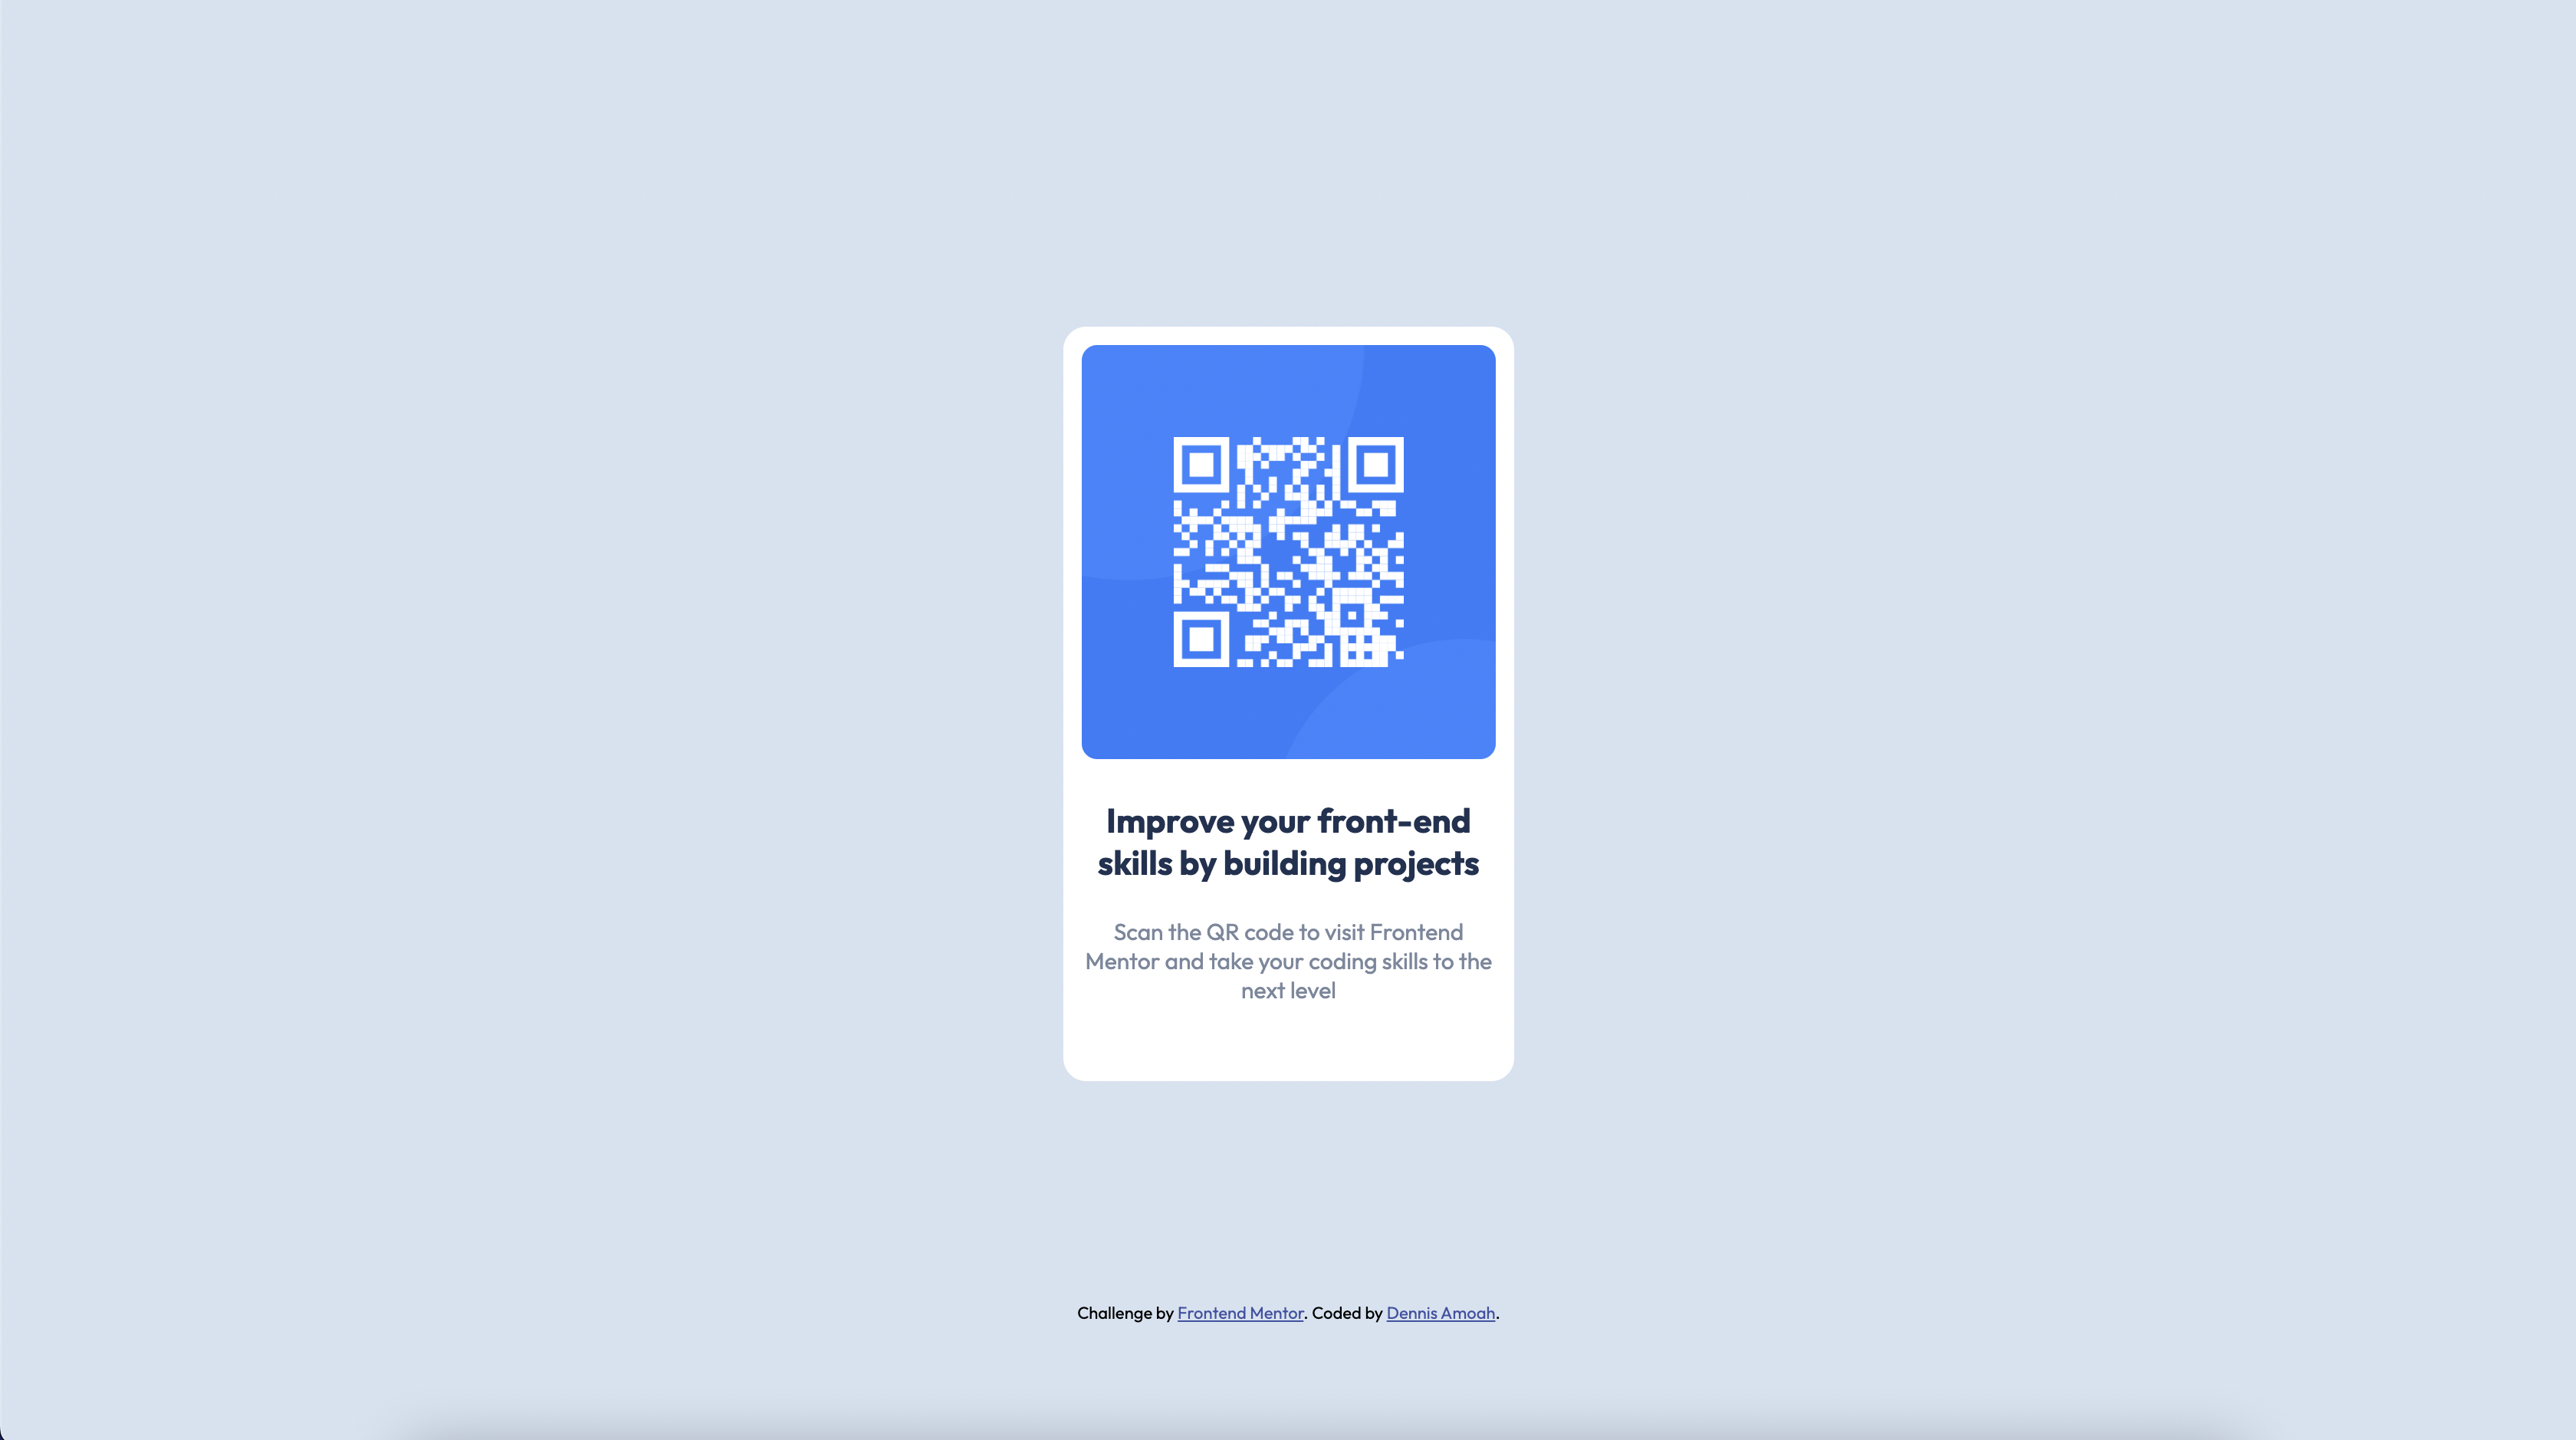 Improve your front-end
skills by building projects
Scan the QR code to visit Frontend
Mentor and take your coding skills to the
next level
Challenge by Frontend Mentor. Coded by Dennis Amoah.